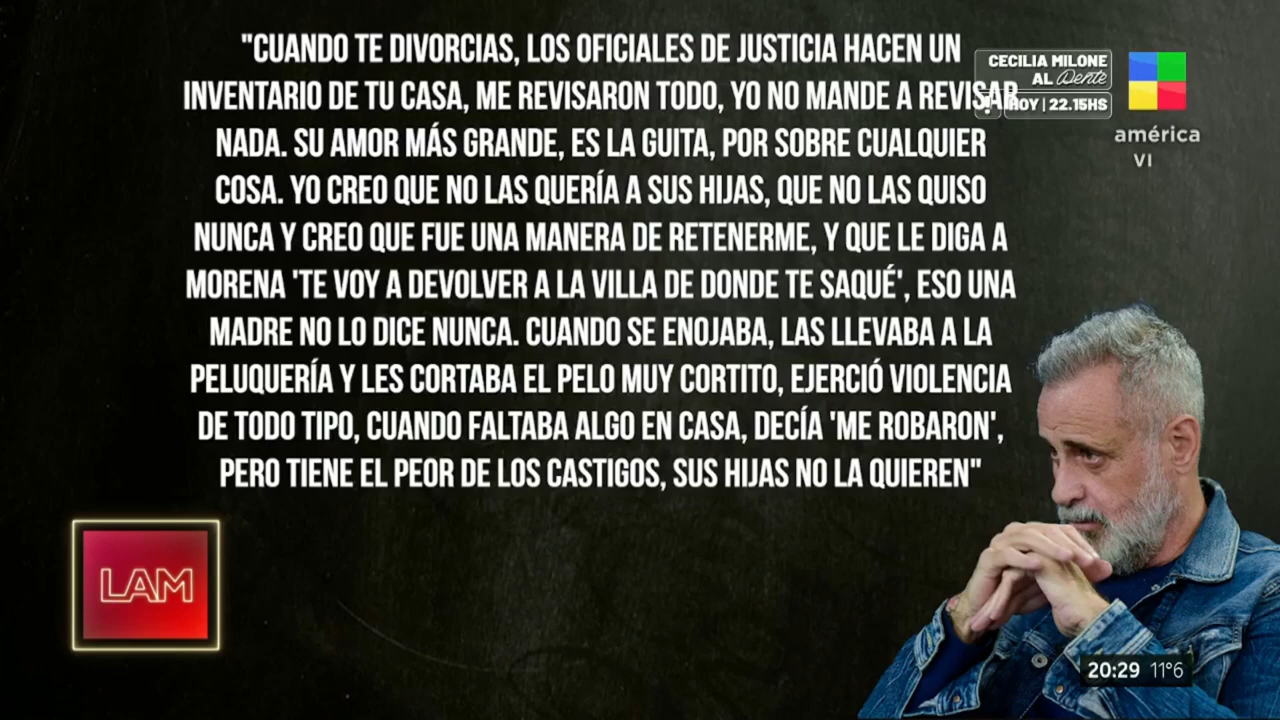 "CUANDO TE DIVORCIAS, LOS OFICIALES DE JUSTICIA HACEN UN
INVENTARIO DE TU CASA, ME REVISARON TODO, YO NO MANDE A REVISAR
NADA. SU AMOR MÁS GRANDE, ES LA GUITA, POR SOBRE CUALQUIER
COSA. YO CREO QUE NO LAS QUERÍA A SUS HIJAS, QUE NO LAS QUISO
NUNCA Y CREO QUE FUE UNA MANERA DE RETENERME, Y QUE LE DIGA A
MORENA 'TE VOY A DEVOLVER A LA VILLA DE DONDE TE SAQUÉ', ESO UNA
MADRE NO LO DICE NUNCA. CUANDO SE ENOJABA, LAS LLEVABA A LA
PELUQUERÍA Y LES CORTABA EL PELO MUY CORTITO, EJERCIÓ VIOLENCIA
DE TODO TIPO, CUANDO FALTABA ALGO EN CASA, DECÍA 'ME ROBARON',
PERO TIENE EL PEOR DE LOS CASTIGOS, SUS HIJAS NO LA QUIEREN"
CECILIA MILONE
AL Dente
HOY | 22.15HS
américa
VI
LAM
20:29 11°6